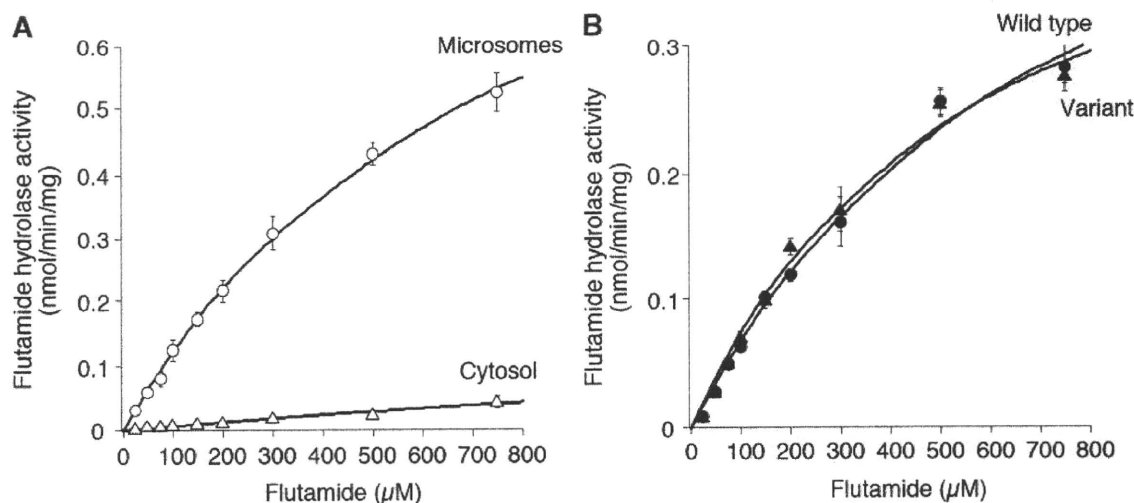 A
Microsomes
Flutamide hydrolase activity
(nmol/min/mg)
0.6
0.5
0.4
0.3
0.2
0.1
0
Cytosol
0 100 200 300 400 500 600 700 800
Flutamide (µM)
B
Wild type
Variant
Flutamide hydrolase activity
(nmol/min/mg)
0.3
0.2
0.1
0
0 100 200 300 400 500 600 700 800
Flutamide (µM)